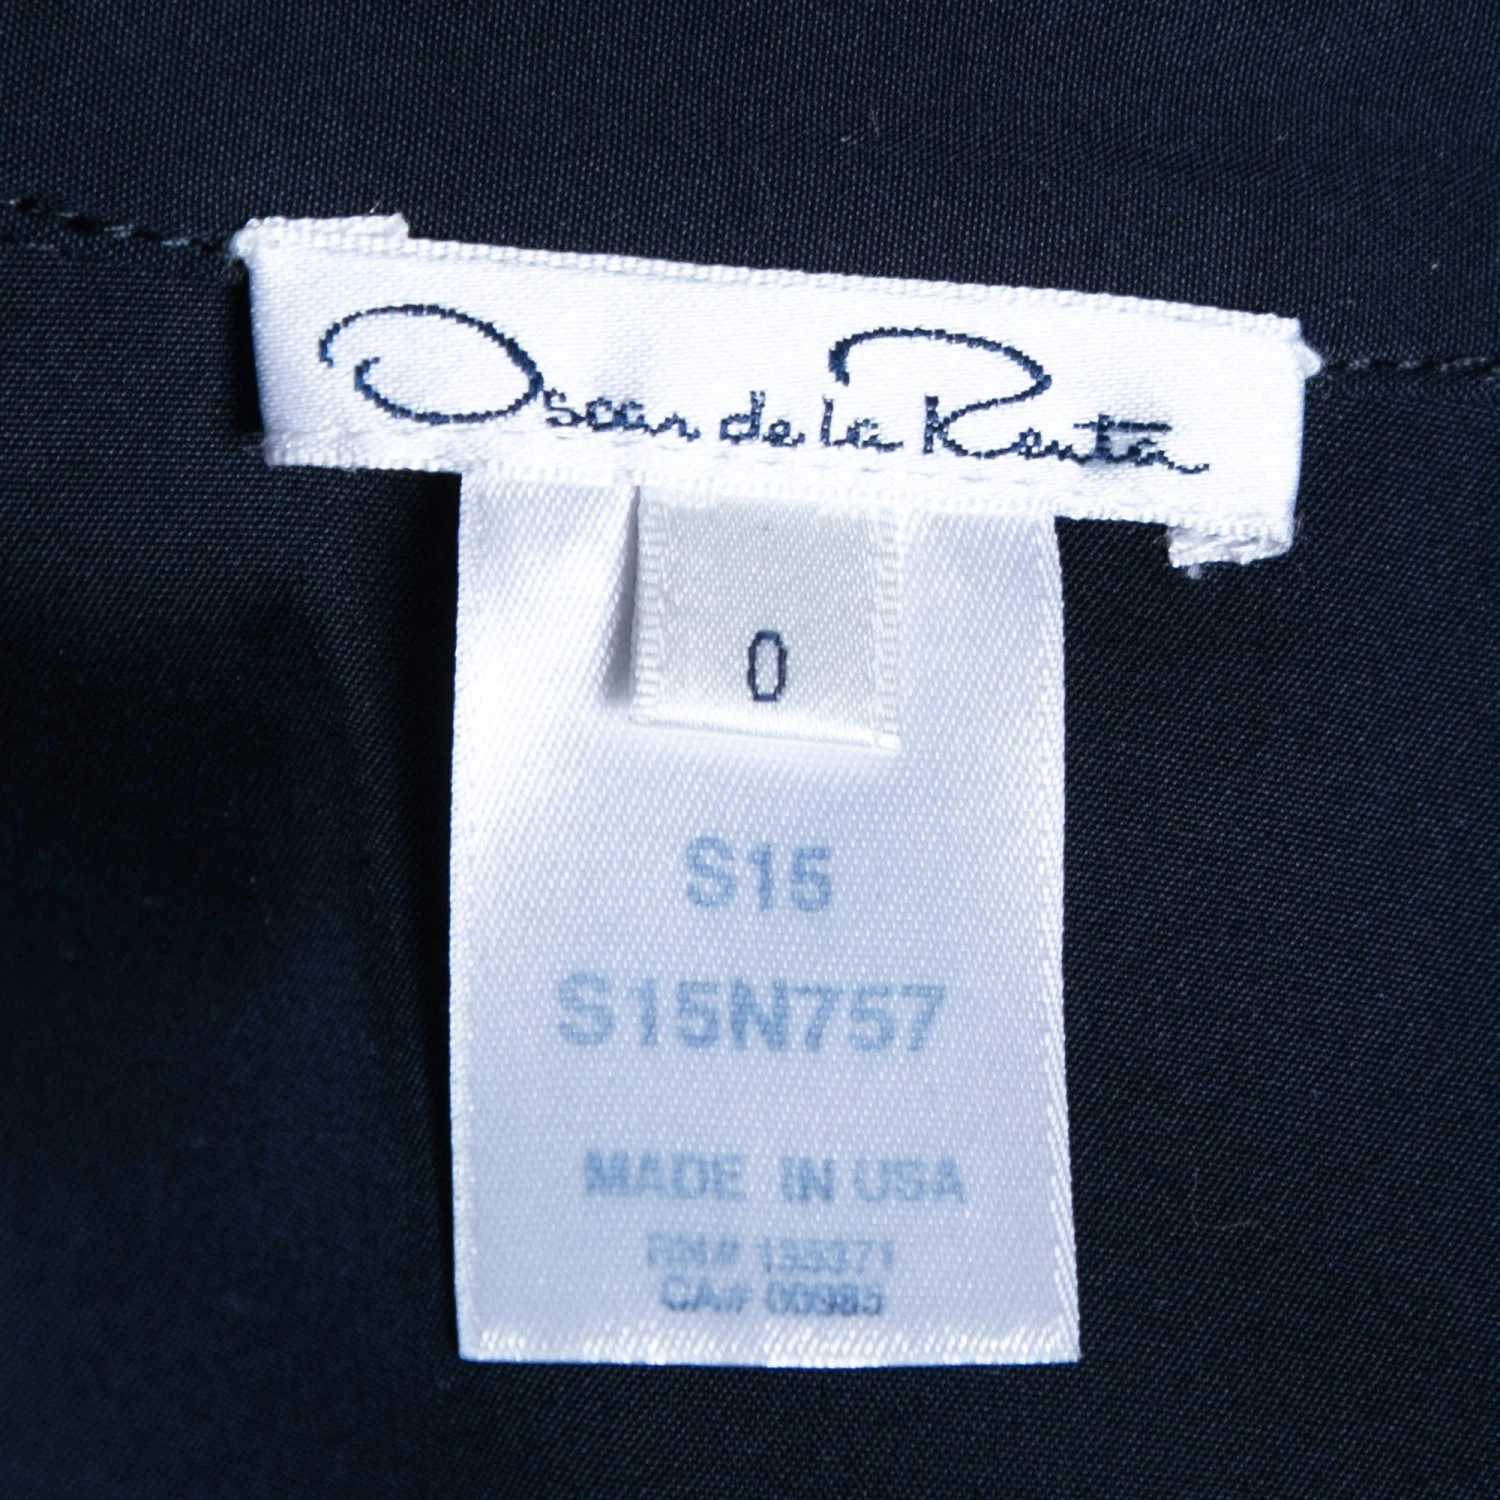 Oscar de la Renta
0
S15
S15N757
MADE IN USA
RN# 135371
CA# 00985